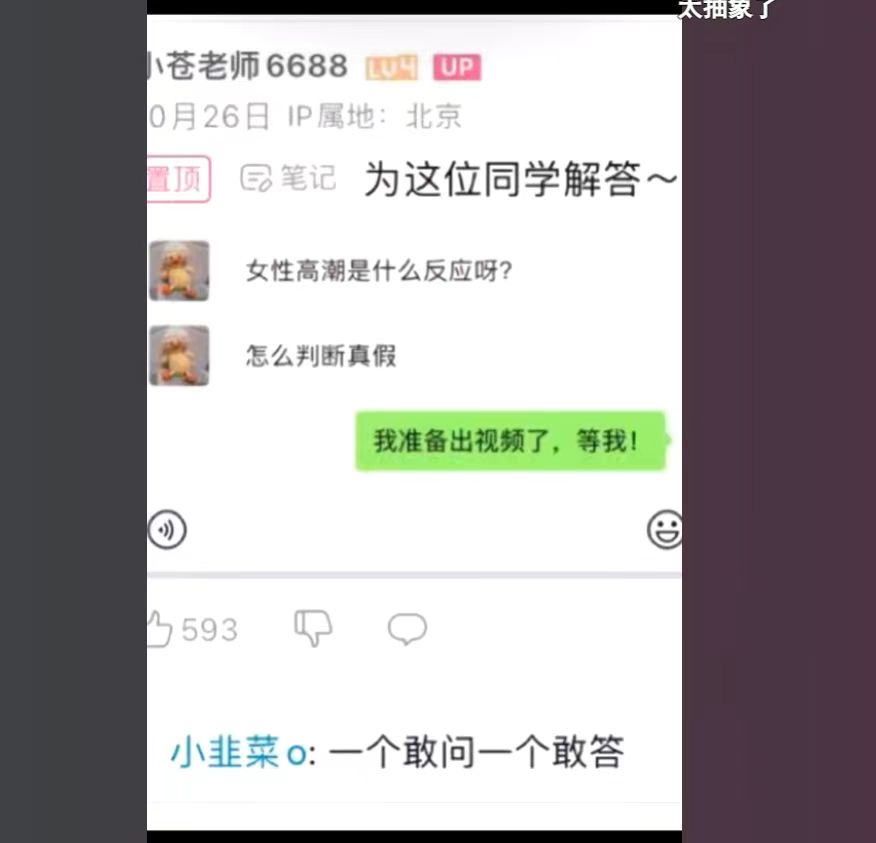 太抽象了
小苍老师6688 LV4 UP
0月26日 IP属地：北京
置顶 笔记 为这位同学解答～
女性高潮是什么反应呀?
怎么判断真假
我准备出视频了，等我!
593
小韭菜o: 一个敢问一个敢答